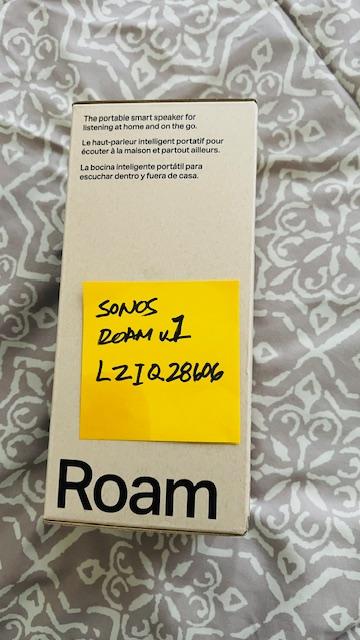 The portable smart speaker for
listening at home and on the go.
Le haut-parleur intelligent portatif pour
écouter à la maison et partout ailleurs.
La bocina inteligente portátil para
escuchar dentro y fuera de casa.
SONOS
ROAM v1
LZIQ28606
Roam